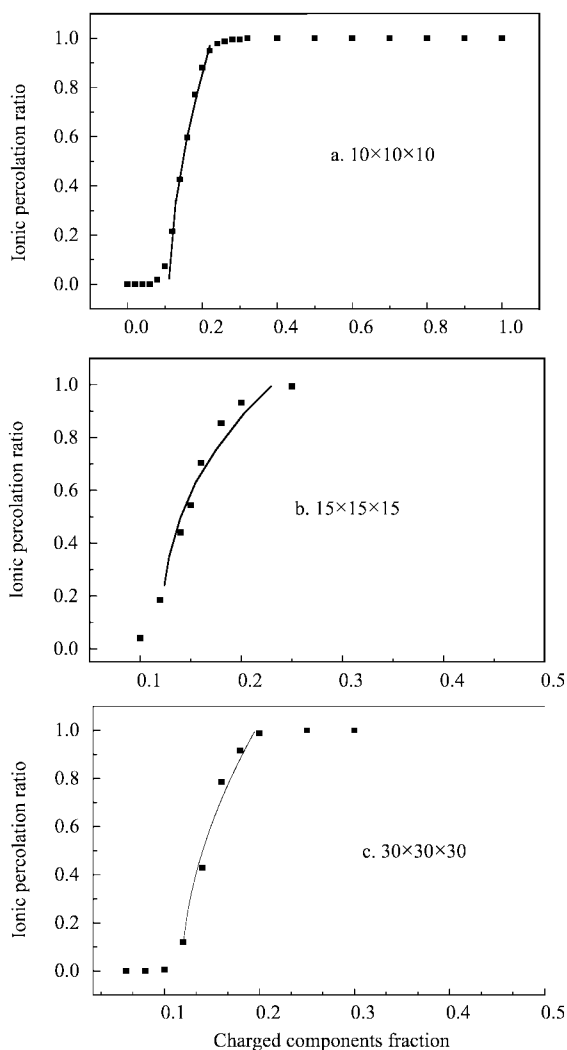 1.0
0.8
0.6
0.4
0.2
0.0
Ionic percolation ratio
a. 10×10×10
0.0 0.2 0.4 0.6 0.8 1.0
1.0
0.8
0.6
0.4
0.2
0.0
Ionic percolation ratio
b. 15×15×15
0.1 0.2 0.3 0.4 0.5
1.0
0.8
0.6
0.4
0.2
0.0
Ionic percolation ratio
c. 30×30×30
0.1 0.2 0.3 0.4 0.5
Charged components fraction